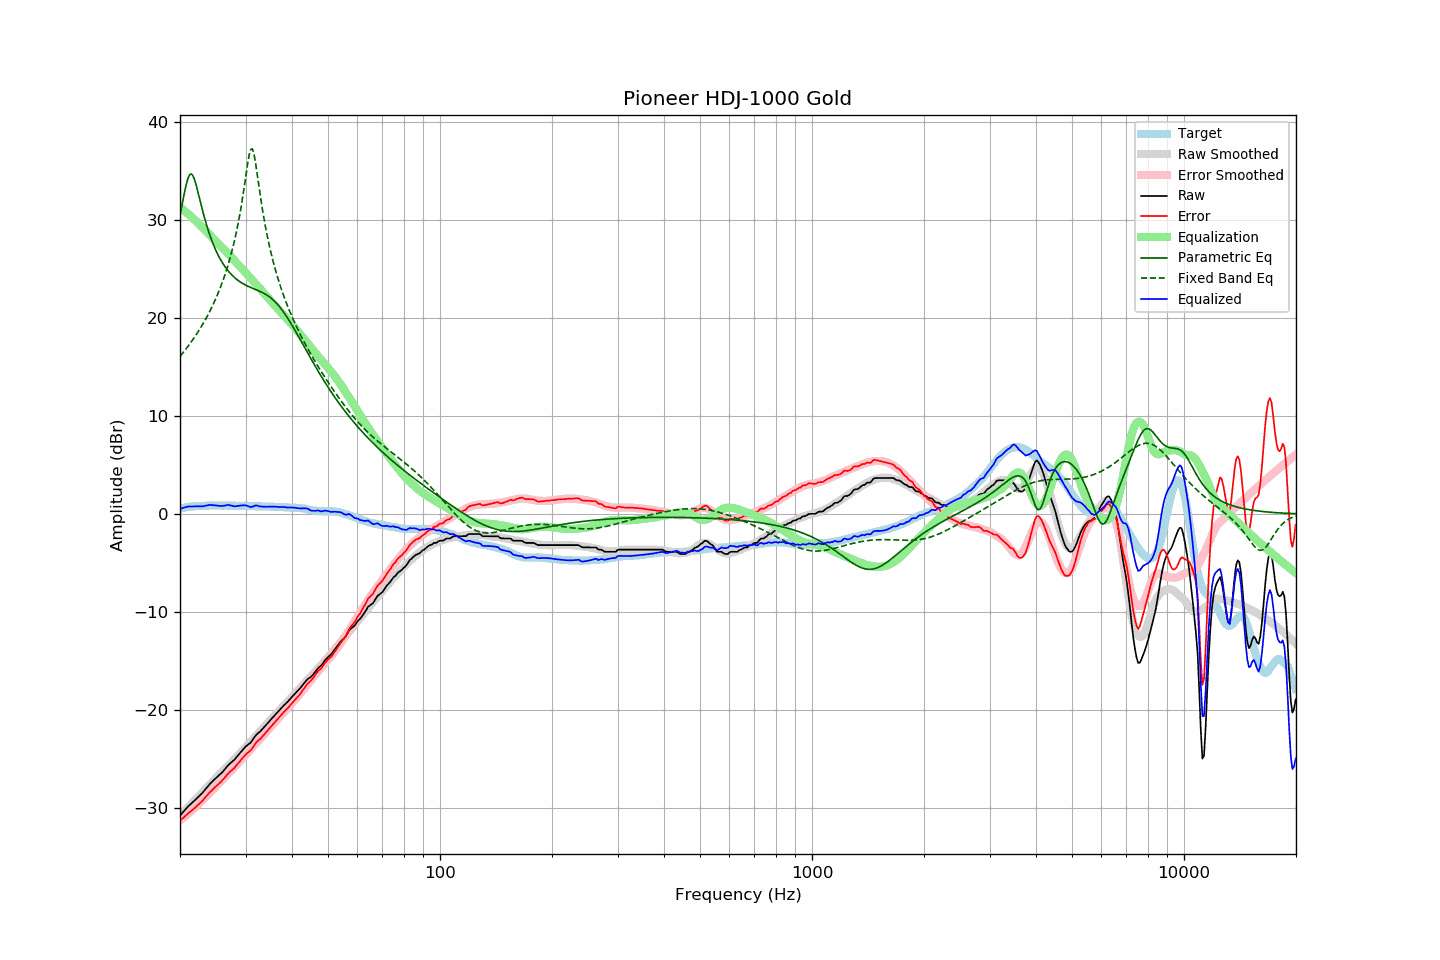 Pioneer HDJ-1000 Gold
40
30
20
10
0
−10
−20
−30
Amplitude (dBr)
Target
Raw Smoothed
Error Smoothed
Raw
Error
Equalization
Parametric Eq
Fixed Band Eq
Equalized
100
1000
10000
Frequency (Hz)